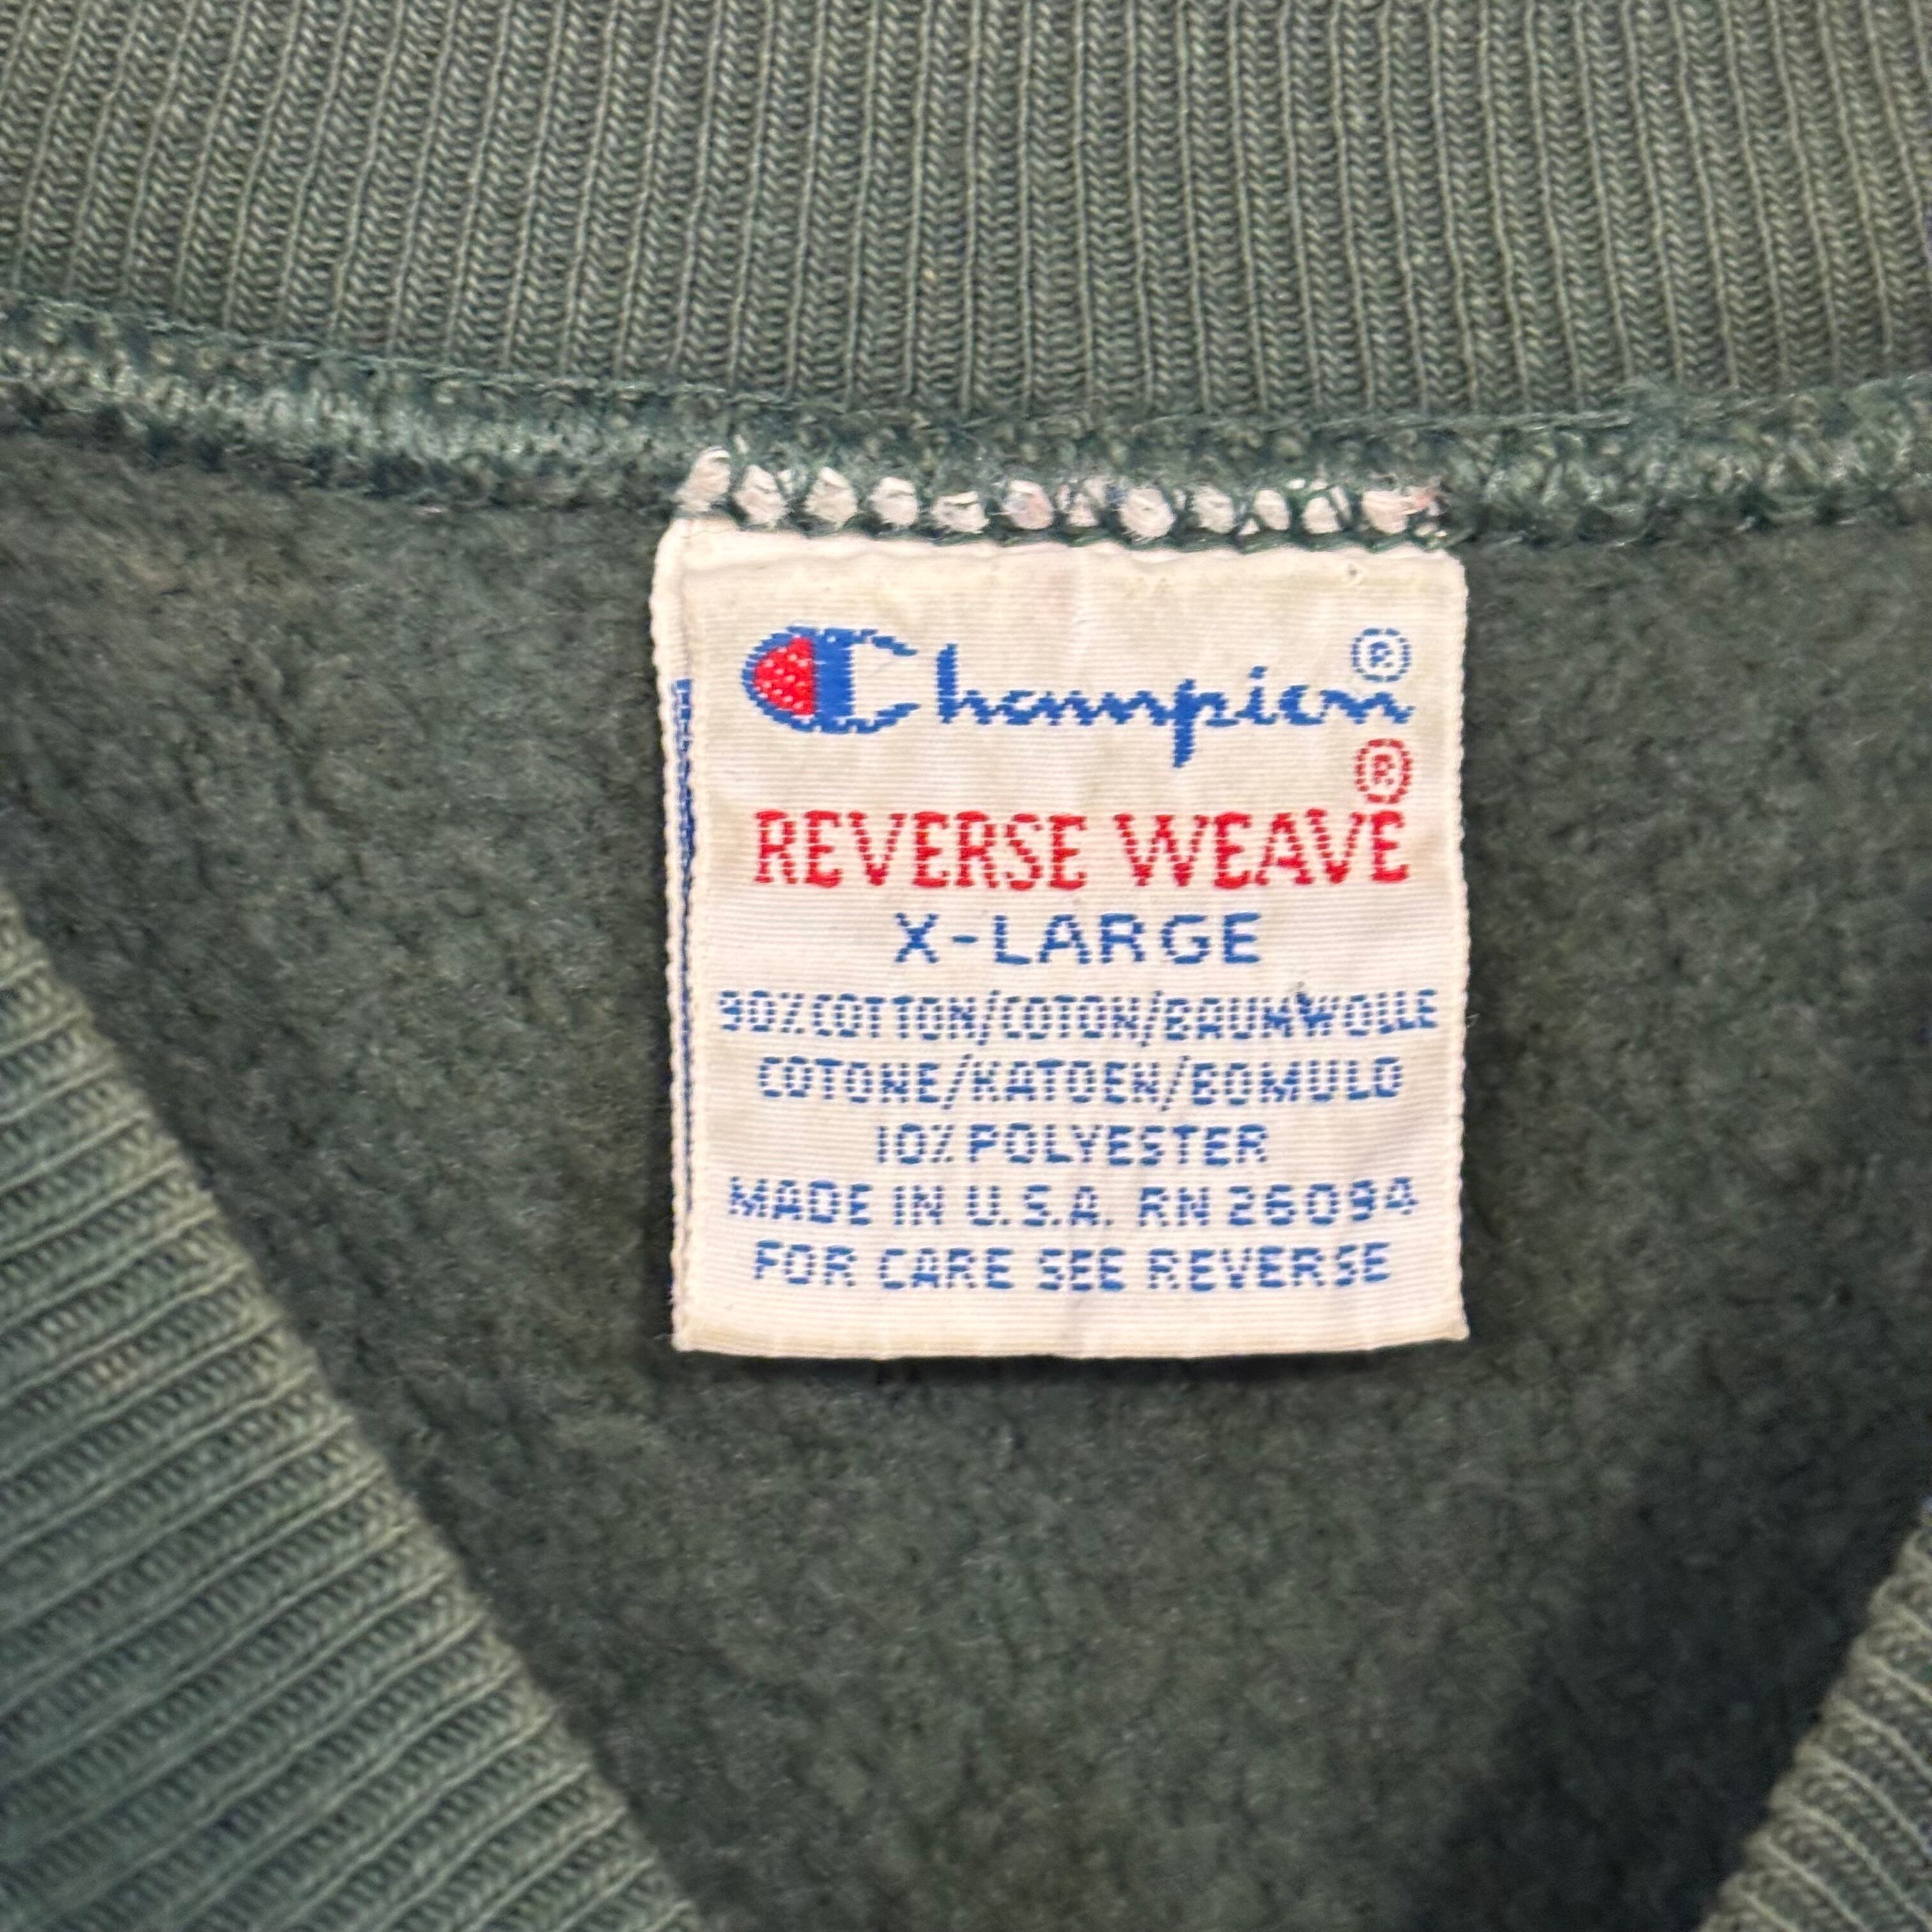 Champion®
REVERSE WEAVE®
X-LARGE
90% COTTON/COTON/BAUMWOLLE
COTONE/KATOEN/BOMULD
10% POLYESTER
MADE IN U.S.A. RN 26094
FOR CARE SEE REVERSE